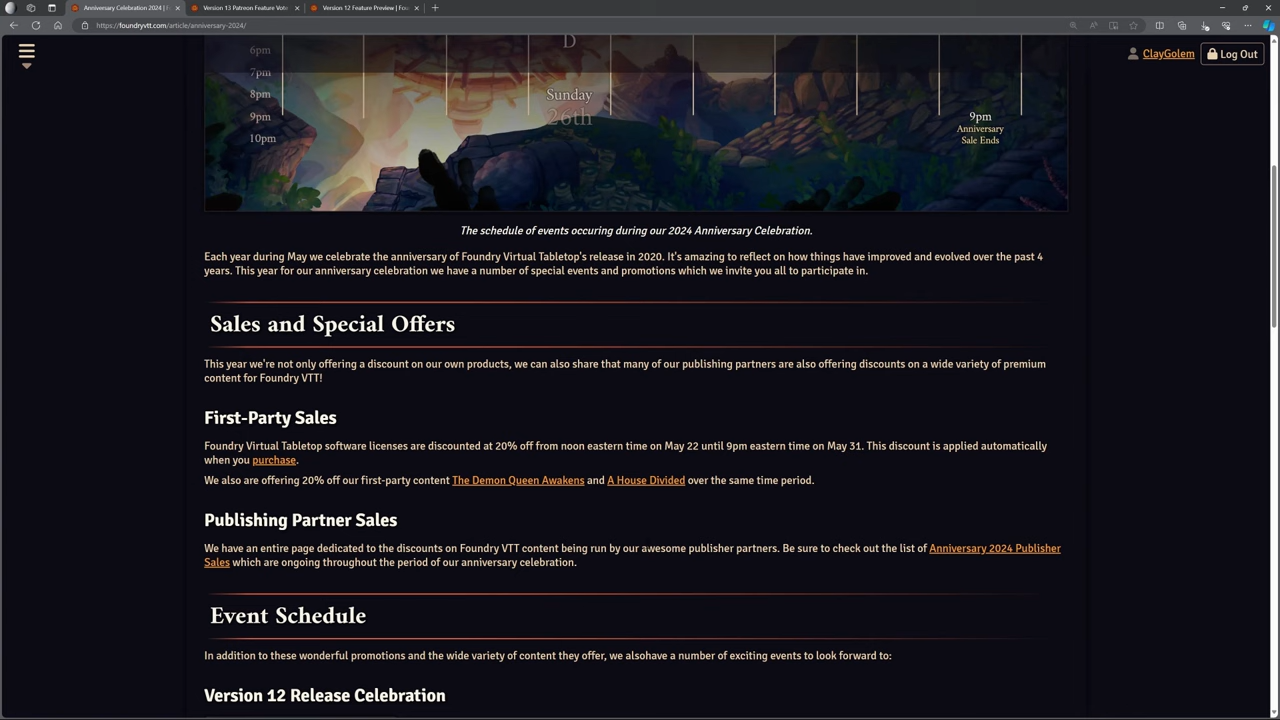 Anniversary Celebration 2024 |
Version 13 Patreon Feature Vote
Version 12 Feature Preview | Fou
https://foundryvtt.com/article/anniversary-2024/
ClayGolem
Log Out
6pm
7pm
8pm
9pm
10pm
D
Sunday
26th
9pm
Anniversary
Sale Ends
The schedule of events occuring during our 2024 Anniversary Celebration.
Each year during May we celebrate the anniversary of Foundry Virtual Tabletop's release in 2020. It's amazing to reflect on how things have improved and evolved over the past 4
years. This year for our anniversary celebration we have a number of special events and promotions which we invite you all to participate in.
Sales and Special Offers
This year we're not only offering a discount on our own products, we can also share that many of our publishing partners are also offering discounts on a wide variety of premium
content for Foundry VTT!
First-Party Sales
Foundry Virtual Tabletop software licenses are discounted at 20% off from noon eastern time on May 22 until 9pm eastern time on May 31. This discount is applied automatically
when you purchase.
We also are offering 20% off our first-party content The Demon Queen Awakens and A House Divided over the same time period.
Publishing Partner Sales
We have an entire page dedicated to the discounts on Foundry VTT content being run by our awesome publisher partners. Be sure to check out the list of Anniversary 2024 Publisher
Sales which are ongoing throughout the period of our anniversary celebration.
Event Schedule
In addition to these wonderful promotions and the wide variety of content they offer, we alsohave a number of exciting events to look forward to:
Version 12 Release Celebration